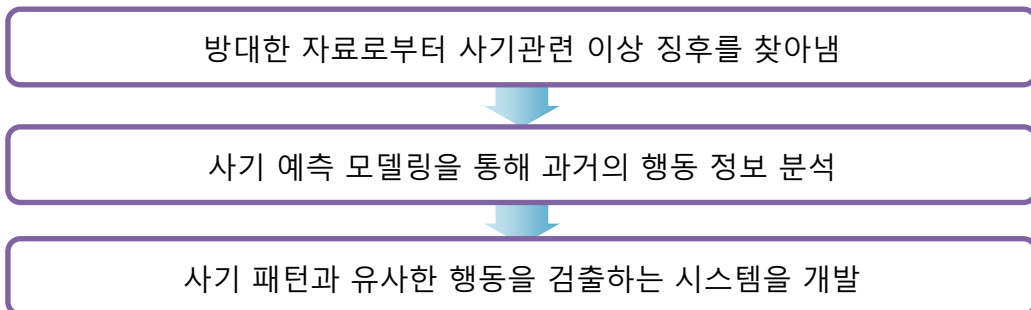 방대한 자료로부터 사기관련 이상 징후를 찾아냄
사기 예측 모델링을 통해 과거의 행동 정보 분석
사기 패턴과 유사한 행동을 검출하는 시스템을 개발